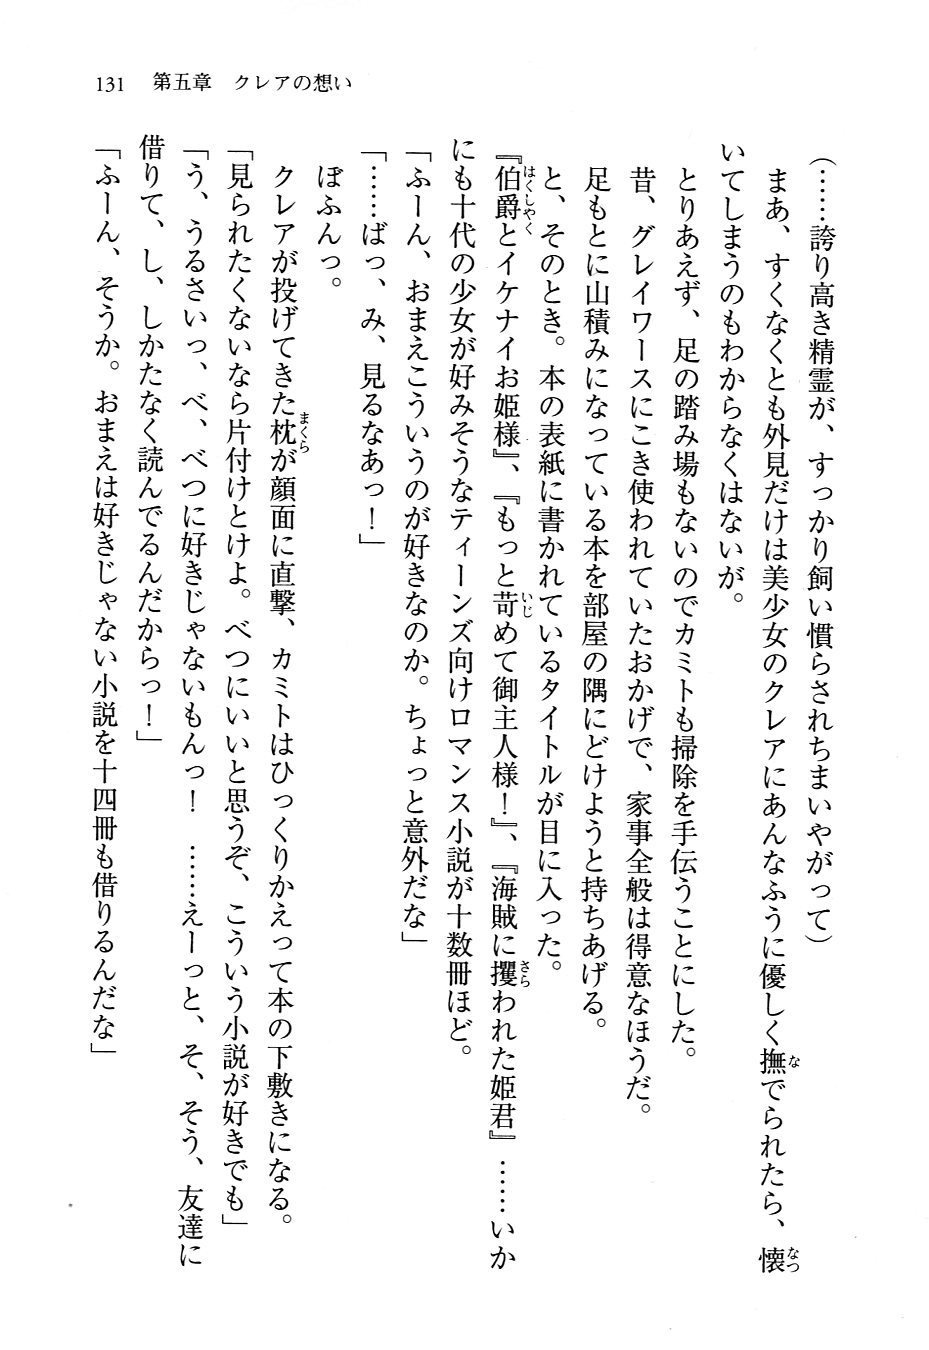 131　第五章　クレアの想い
（……誇り高き精霊が、すっかり飼い慣らされちまいやがって）
　まあ、すくなくとも外見だけは美少女のクレアにあんなふうに優しく撫でられたら、懐
いてしまうのもわからなくはないが。
　とりあえず、足の踏み場もないのでカミトも掃除を手伝うことにした。
　昔、グレイワースにこき使われていたおかげで、家事全般は得意なほうだ。
　足もとに山積みになっている本を部屋の隅にどけようと持ちあげる。
　と、そのとき。本の表紙に書かれているタイトルが目に入った。
『伯爵とイケナイお姫様』、『もっと苛めて御主人様！』、『海賊に攫われた姫君』……いか
にも十代の少女が好みそうなティーンズ向けロマンス小説が十数冊ほど。
「ふーん、おまえこういうのが好きなのか。ちょっと意外だな」
「……ばっ、み、見るなあっ！」
　ぼふんっ。
　クレアが投げてきた枕が顔面に直撃、カミトはひっくりかえって本の下敷きになる。
「見られたくないなら片付けとけよ。べつにいいと思うぞ、こういう小説が好きでも」
「う、うるさいっ、べ、べつに好きじゃないもんっ！　……えーっと、そ、そう、友達に
借りて、し、しかたなく読んでるんだからっ！」
「ふーん、そうか。おまえは好きじゃない小説を十四冊も借りるんだな」